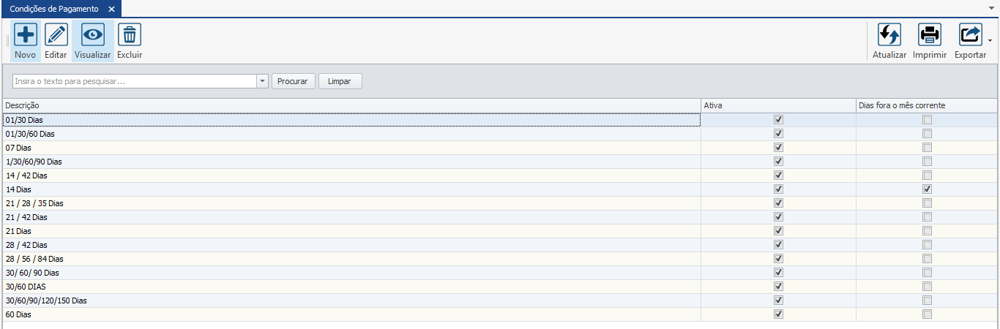 Condições de Pagamento
Novo Editar Visualizar Excluir Atualizar Imprimir Exportar
Insira o texto para pesquisar... Procurar Limpar
Descrição Ativa Dias fora o mês corrente
01/30 Dias
01/30/60 Dias
07 Dias
1/30/60/90 Dias
14 / 42 Dias
14 Dias
21 / 28 / 35 Dias
21 / 42 Dias
21 Dias
28 / 42 Dias
28 / 56 / 84 Dias
30/ 60/ 90 Dias
30/60 DIAS
30/60/90/120/150 Dias
60 Dias